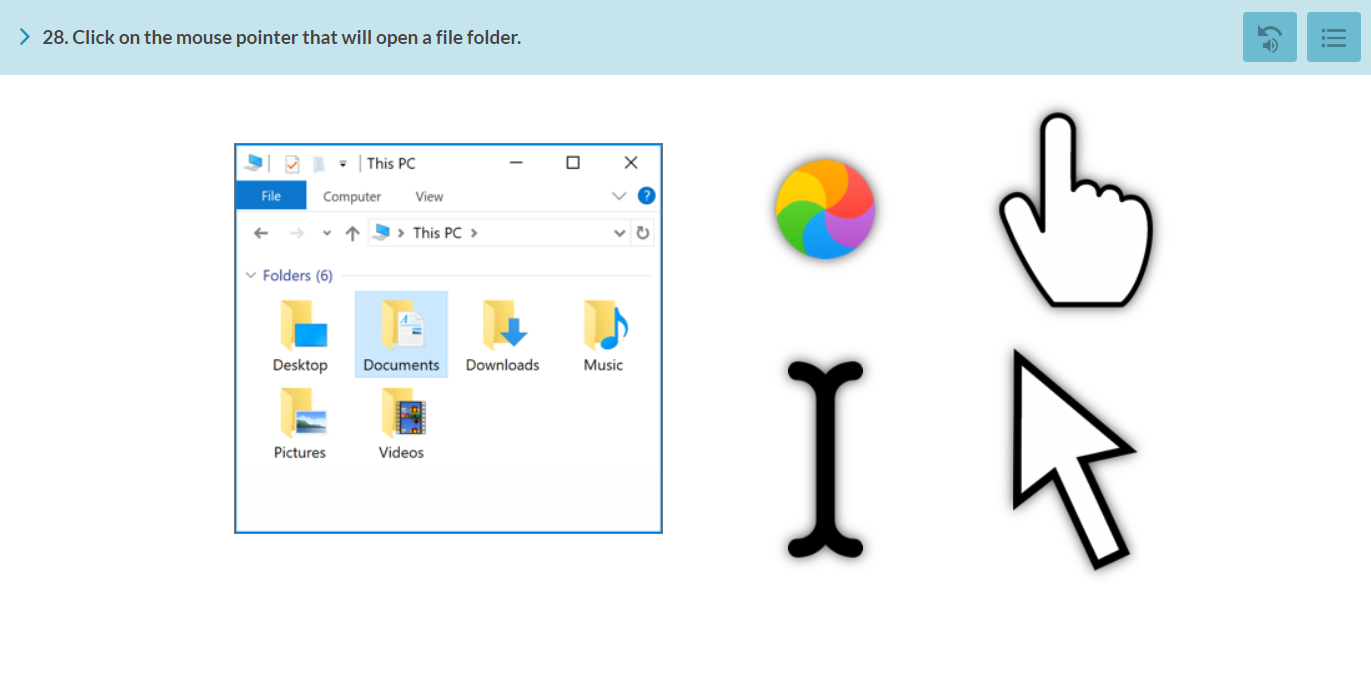 28. Click on the mouse pointer that will open a file folder.
This PC
File Computer View ?
This PC
Folders (6)
Desktop Documents Downloads Music
Pictures Videos